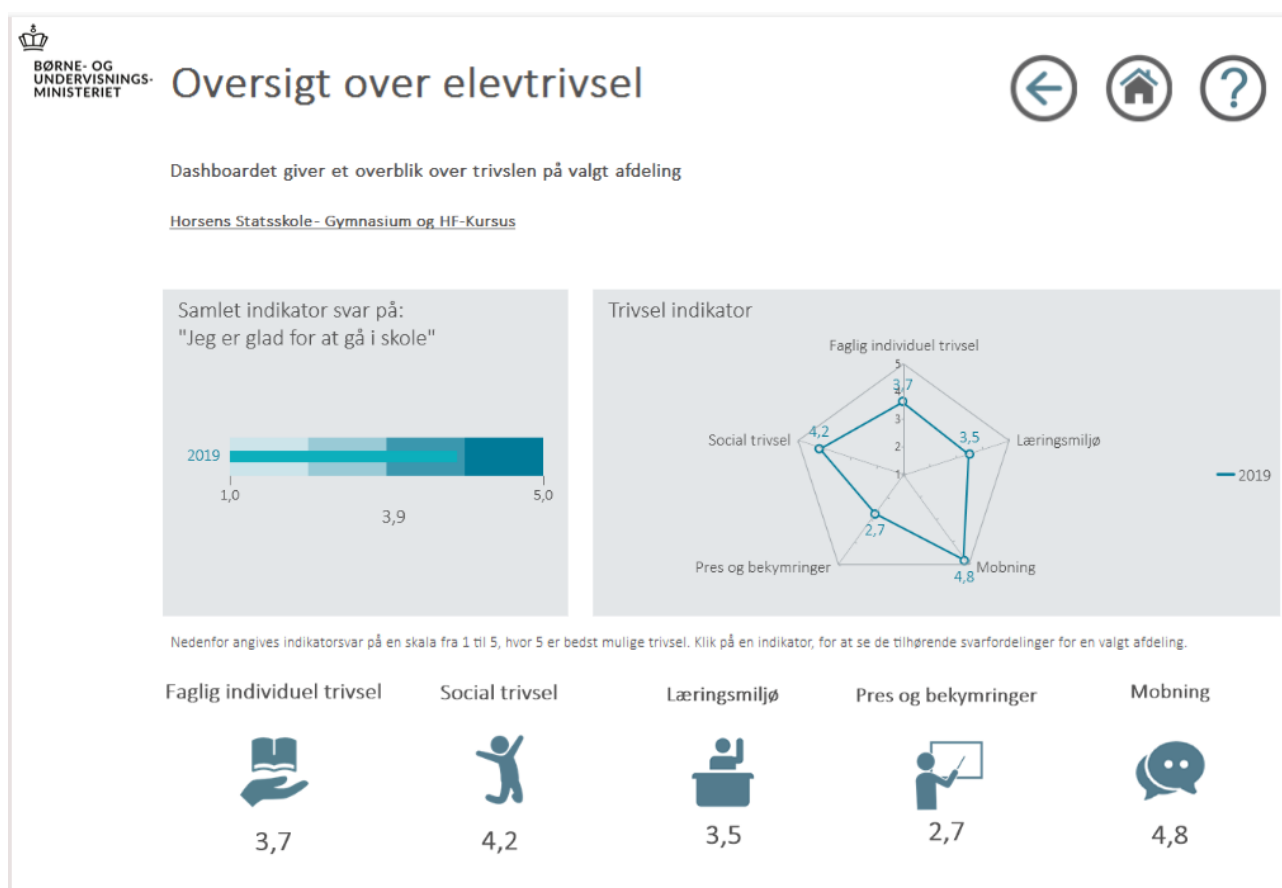 BØRNE- OG
UNDERVISNINGS-
MINISTERIET
Oversigt over elevtrivsel
?
Dashboardet giver et overblik over trivslen på valgt afdeling
Horsens Statsskole- Gymnasium og HF-Kursus
Samlet indikator svar på:
"Jeg er glad for at gå i skole"
2019
1,0
5,0
3,9
Trivsel indikator
Faglig individuel trivsel
5
3,7
4
3
2
1
4,2
Social trivsel
3,5
Læringsmiljø
2019
2,7
Pres og bekymringer
4,8
Mobning
Nedenfor angives indikatorsvar på en skala fra 1 til 5, hvor 5 er bedst mulige trivsel. Klik på en indikator, for at se de tilhørende svarfordelinger for en valgt afdeling.
Faglig individuel trivsel
Social trivsel
Læringsmiljø
Pres og bekymringer
Mobning
3,7
4,2
3,5
2,7
4,8